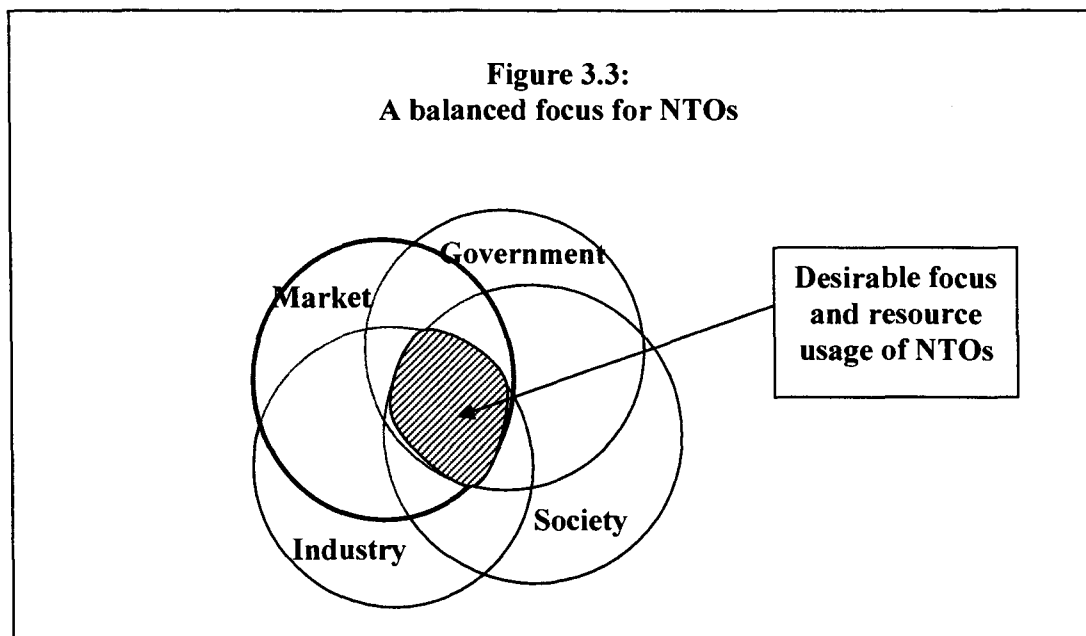 Figure 3.3:
A balanced focus for NTOs
Government
Market
Desirable focus
and resource
usage of NTOs
Society
Industry